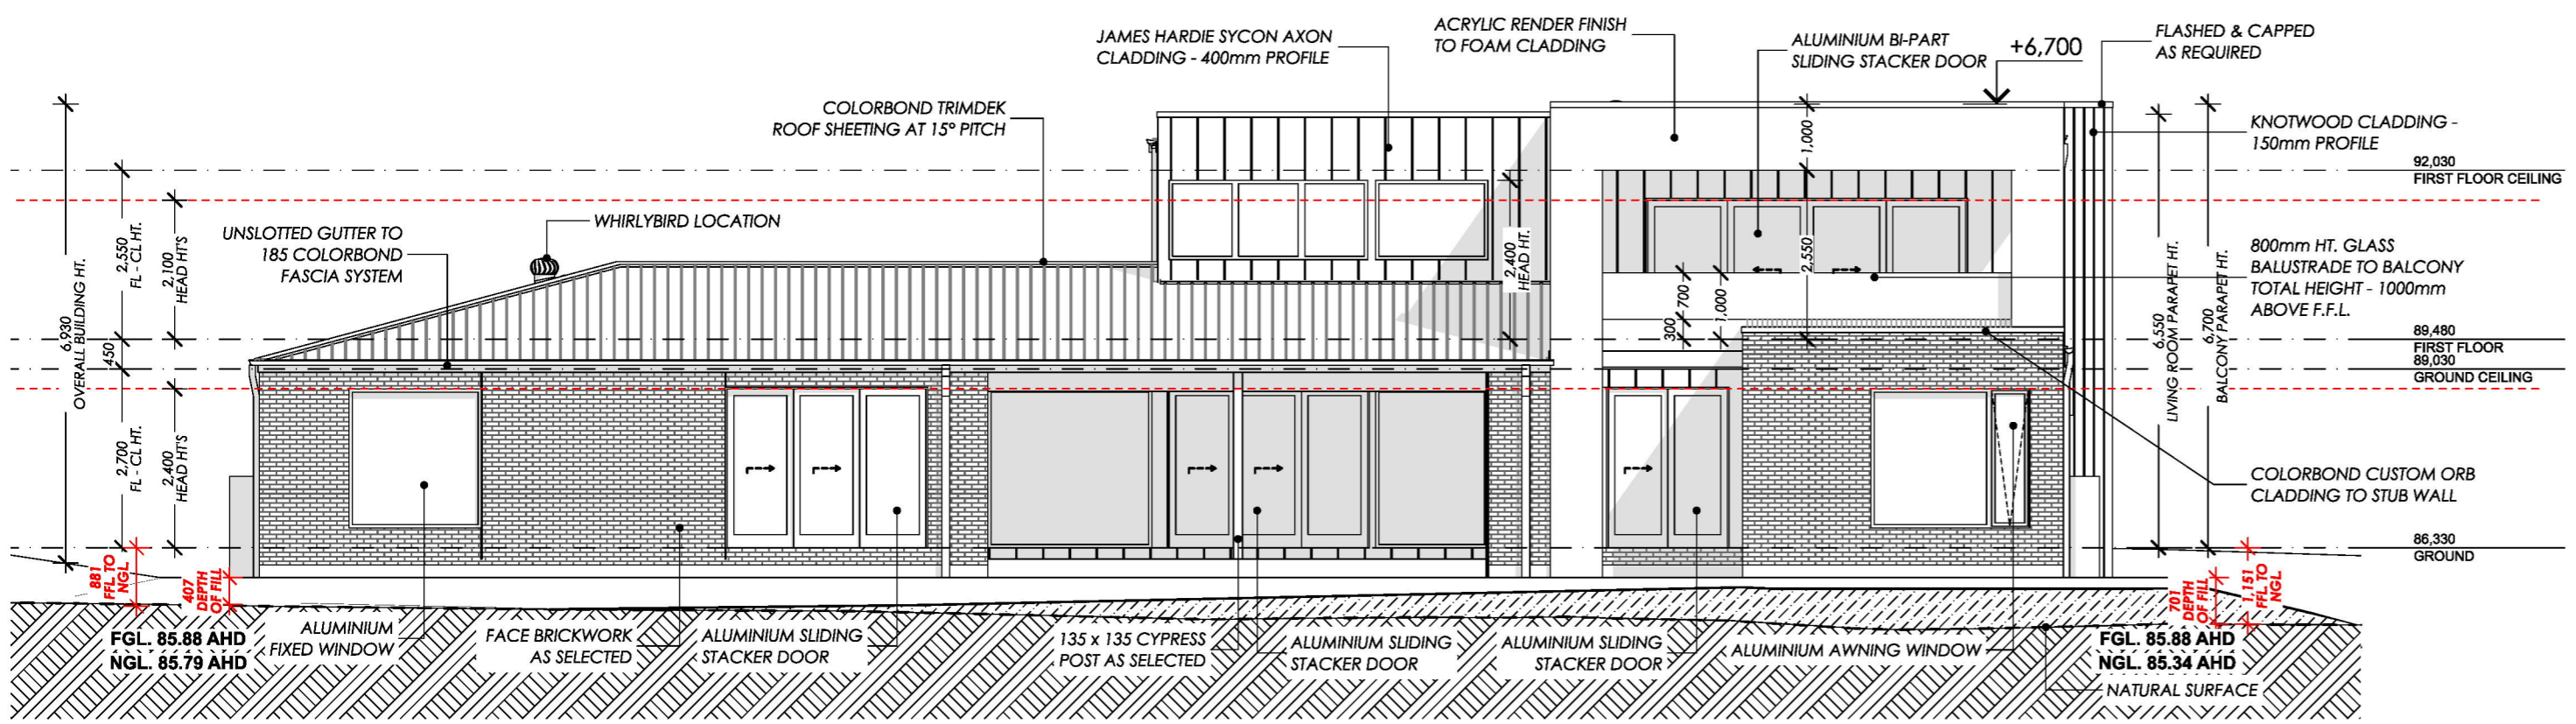 JAMES HARDIE SYCON AXON
CLADDING - 400mm PROFILE
ACRYLIC RENDER FINISH
TO FOAM CLADDING
ALUMINIUM BI-PART
SLIDING STACKER DOOR
+6,700
FLASHED & CAPPED
AS REQUIRED
COLORBOND TRIMDEK
ROOF SHEETING AT 15° PITCH
KNOTWOOD CLADDING -
150mm PROFILE
92,030
FIRST FLOOR CEILING
WHIRLYBIRD LOCATION
UNSLOTTED GUTTER TO
185 COLORBOND
FASCIA SYSTEM
800mm HT. GLASS
BALUSTRADE TO BALCONY
TOTAL HEIGHT - 1000mm
ABOVE F.F.L.
89,480
FIRST FLOOR
89,030
GROUND CEILING
COLORBOND CUSTOM ORB
CLADDING TO STUB WALL
86,330
GROUND
6,930
OVERALL BUILDING HT.
2,550
FL - CL HT.
2,100
HEAD HT'S
450
2,700
FL - CL HT.
2,400
HEAD HT'S
2,400
HEAD HT.
1,000
2,550
300
700
1,000
6,550
LIVING ROOM PARAPET HT.
6,700
BALCONY PARAPET HT.
881
FFL TO
NGL
407
DEPTH
OF FILL
701
DEPTH
OF FILL
1,151
FFL TO
NGL
FGL. 85.88 AHD
NGL. 85.79 AHD
ALUMINIUM
FIXED WINDOW
FACE BRICKWORK
AS SELECTED
ALUMINIUM SLIDING
STACKER DOOR
135 x 135 CYPRESS
POST AS SELECTED
ALUMINIUM SLIDING
STACKER DOOR
ALUMINIUM SLIDING
STACKER DOOR
ALUMINIUM AWNING WINDOW
FGL. 85.88 AHD
NGL. 85.34 AHD
NATURAL SURFACE